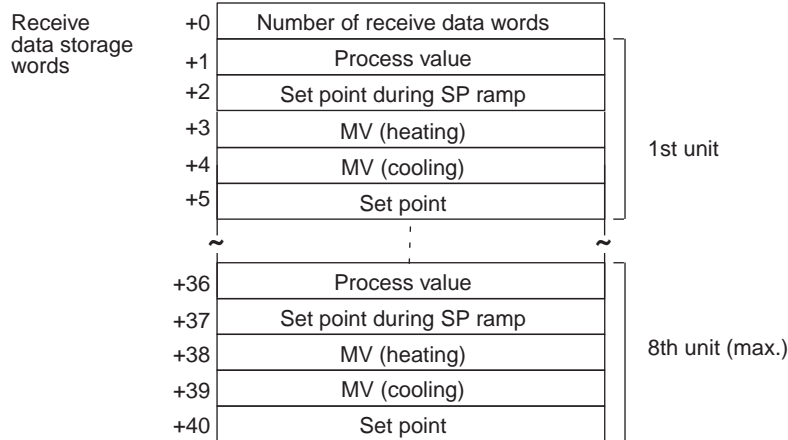 Receive
data storage
words
+0 Number of receive data words
+1 Process value
+2 Set point during SP ramp
+3 MV (heating)
+4 MV (cooling)
+5 Set point
1st unit
+36 Process value
+37 Set point during SP ramp
+38 MV (heating)
+39 MV (cooling)
+40 Set point
8th unit (max.)